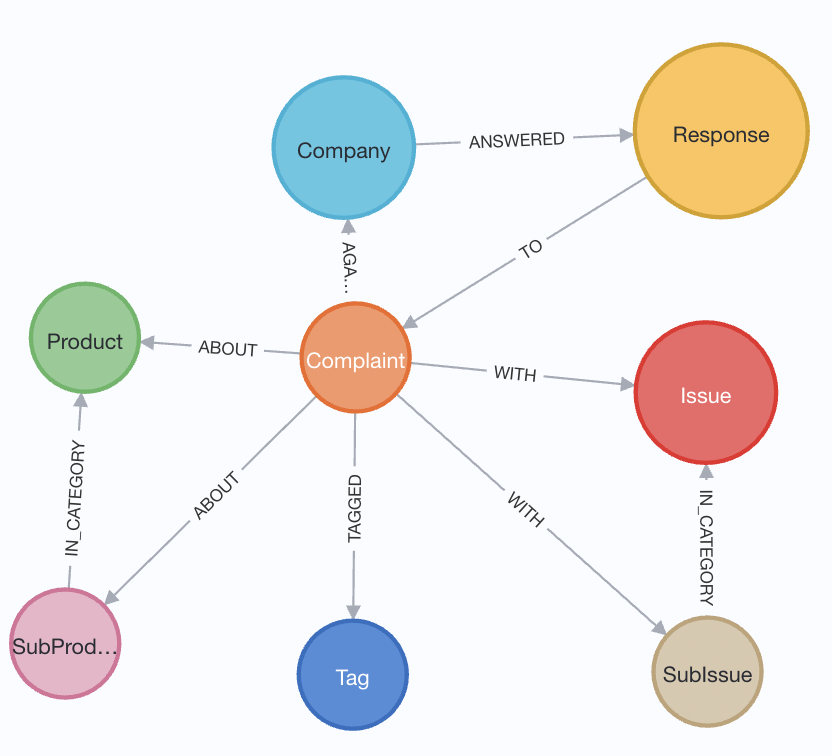 Company
ANSWERED
Response
AGA...
TO
Product
ABOUT
Complaint
WITH
Issue
IN_CATEGORY
ABOUT
TAGGED
WITH
IN_CATEGORY
SubProd...
Tag
SubIssue